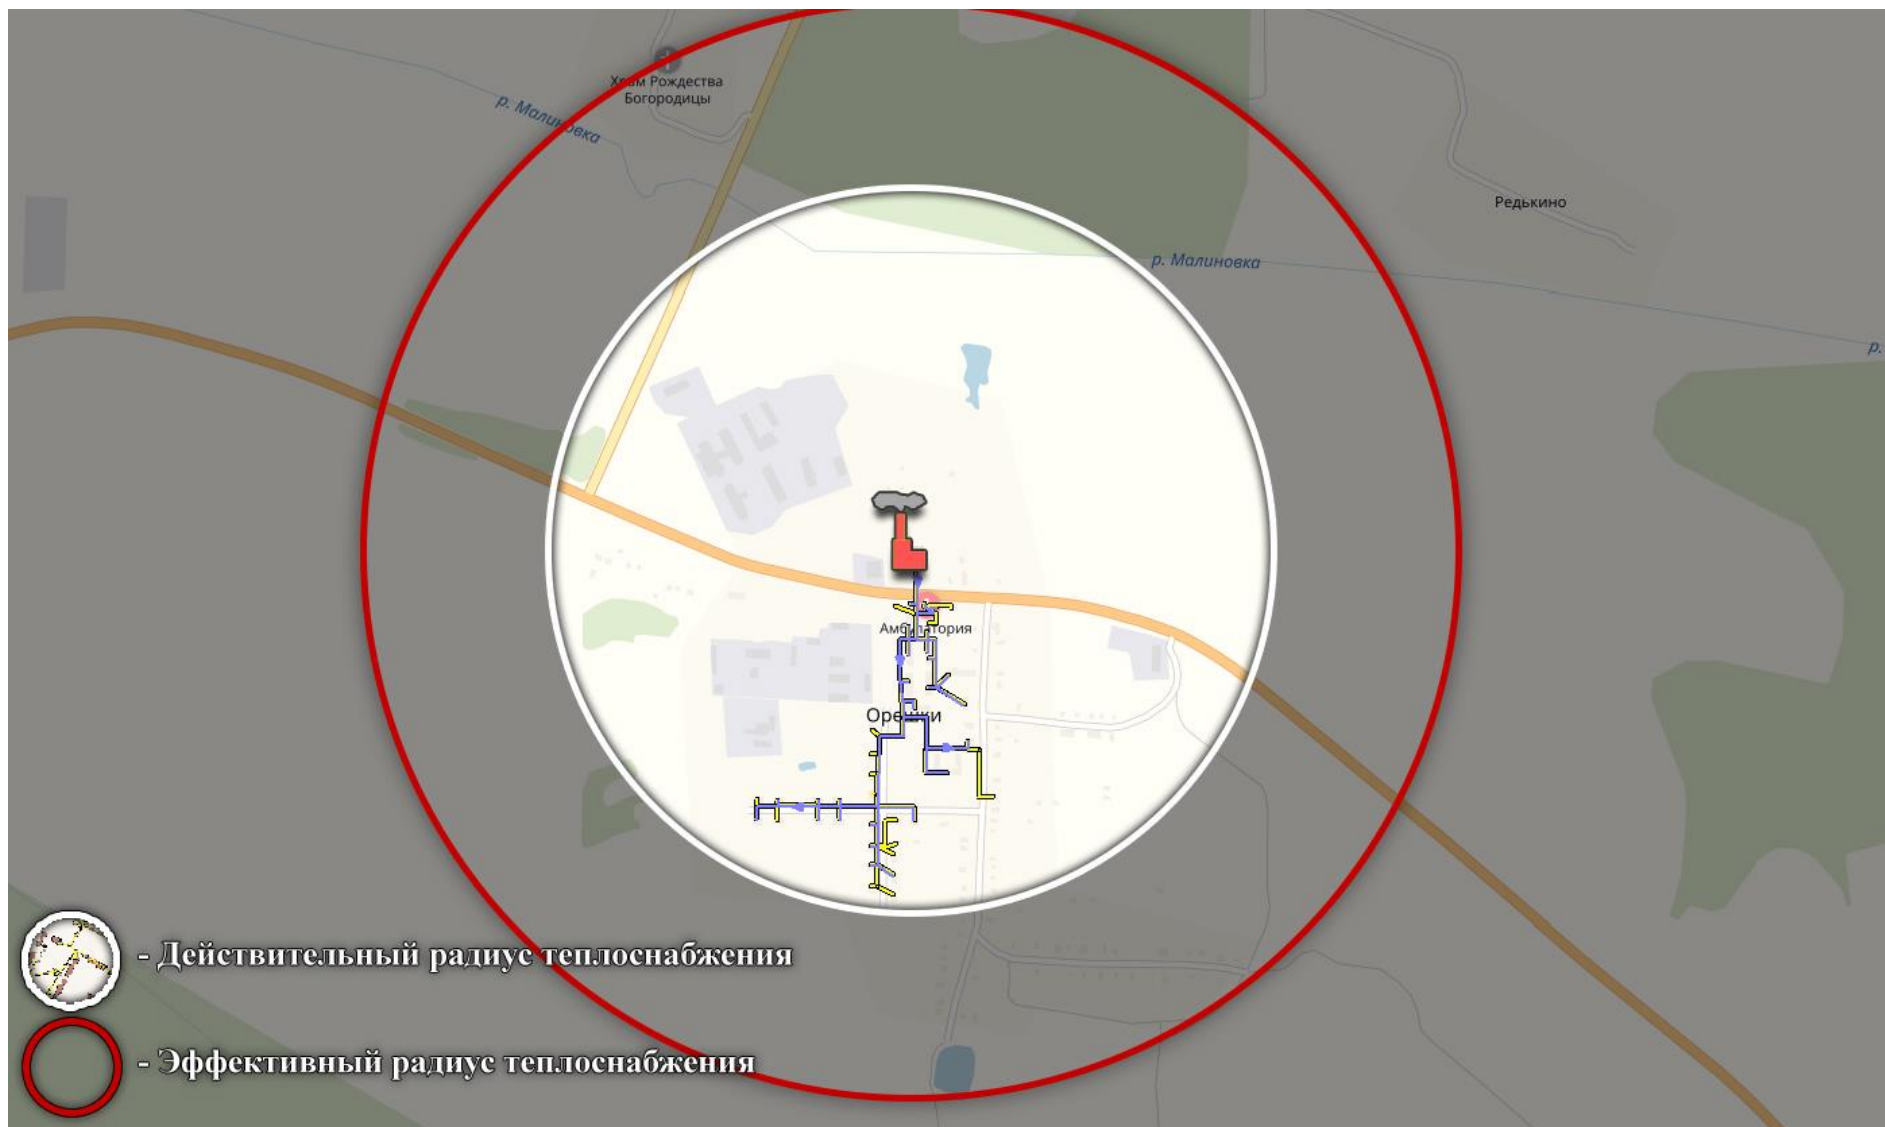 Храм Рождества
Богородицы
р. Малиновка
Редькино
р. Малиновка
р.
Амбулатория
Орешки
- Действительный радиус теплоснабжения
- Эффективный радиус теплоснабжения